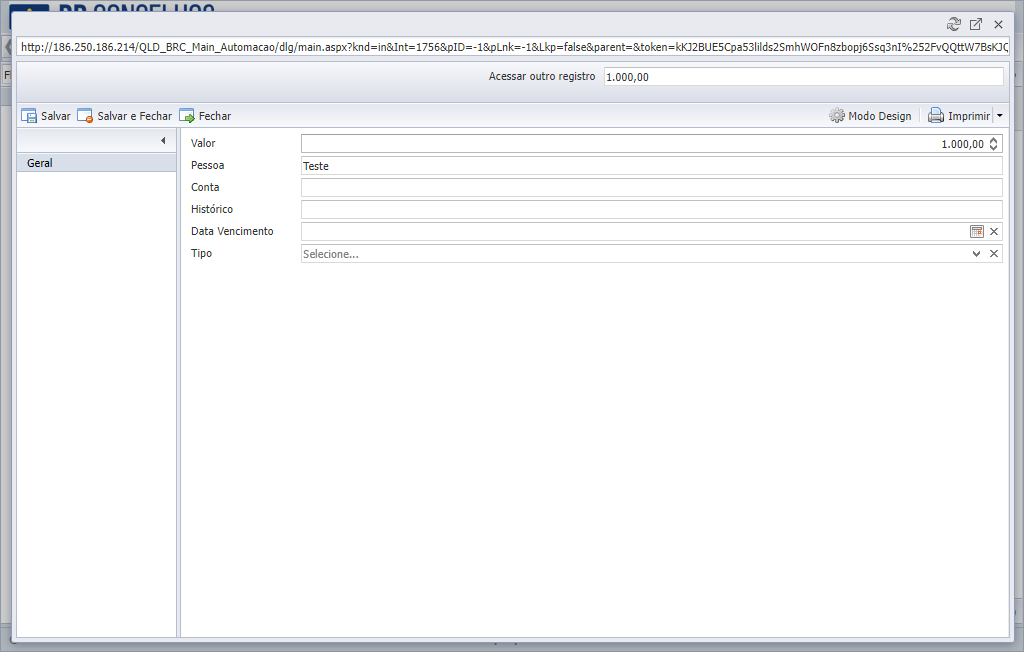 http://186.250.186.214/QLD_BRC_Main_Automacao/dlg/main.aspx?knd=in&Int=1756&pID=-1&pLnk=-1&Lkp=false&parent=&token=kKJ2BUE5Cpa53lilds2SmhWOFn8zbopj6Ssq3nI%252FvQQttW7BsKJQ
Acessar outro registro 1.000,00
Salvar Salvar e Fechar Fechar Modo Design Imprimir
Geral
Valor 1.000,00
Pessoa Teste
Conta
Histórico
Data Vencimento
Tipo Selecione...